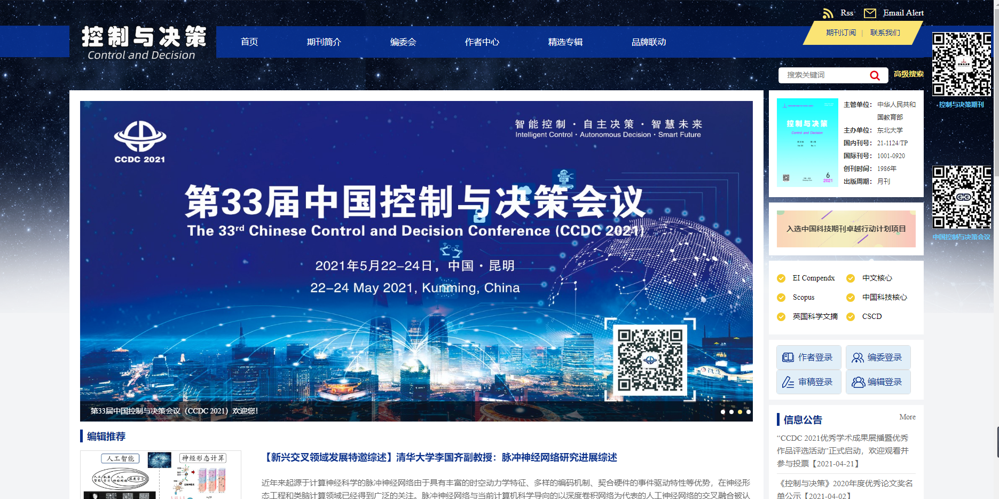 Rss
Email Alert
期刊订阅 | 联系我们
控制与决策
Control and Decision
首页
期刊简介
编委会
作者中心
精选专辑
品牌联动
搜索关键词
高级搜索
控制与决策期刊
中国控制与决策会议
CCDC 2021
智能控制·自主决策·智慧未来
Intelligent Control · Autonomous Decision · Smart Future
第33届中国控制与决策会议
The 33rd Chinese Control and Decision Conference (CCDC 2021)
2021年5月22-24日，中国·昆明
22-24 May 2021, Kunming, China
第33届中国控制与决策会议（CCDC 2021）欢迎您！
控制与决策
Control and Decision
6
2021
主管单位： 中华人民共和
国教育部
主办单位： 东北大学
国内刊号： 21-1124/TP
国际刊号： 1001-0920
创刊时间： 1986年
出版周期： 月刊
入选中国科技期刊卓越行动计划项目
EI Compendx
中文核心
Scopus
中国科技核心
英国科学文摘
CSCD
作者登录
编委登录
审稿登录
编辑登录
信息公告
More
“CCDC 2021优秀学术成果展播暨优秀
作品评选活动”正式启动，欢迎观看并
参与投票【2021-04-21】
《控制与决策》2020年度优秀论文奖名
单公示【2021-04-02】
编辑推荐
人工智能
神经形态计算
【新兴交叉领域发展特邀综述】清华大学李国齐副教授：脉冲神经网络研究进展综述
近年来起源于计算神经科学的脉冲神经网络由于具有丰富的时空动力学特征、多样的编码机制、契合硬件的事件驱动特性等优势，在神经形
态工程和类脑计算领域已经得到广泛的关注。脉冲神经网络与当前计算机科学导向的以深度卷积网络为代表的人工神经网络的交叉融合被认